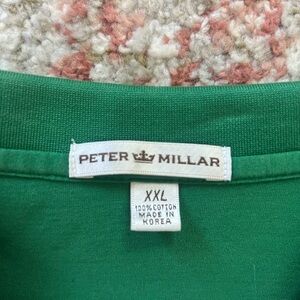 PETER MILLAR
XXL
100% COTTON
MADE IN
KOREA